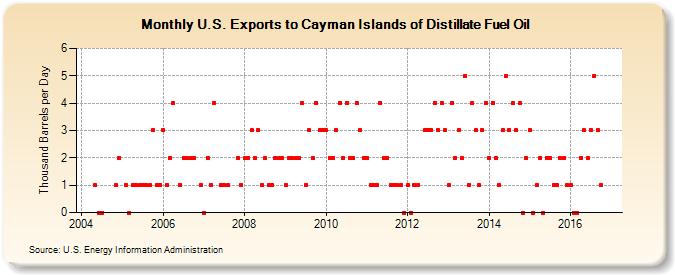 Monthly U.S. Exports to Cayman Islands of Distillate Fuel Oil
Thousand Barrels per Day
6
5
4
3
2
1
0
2004 2006 2008 2010 2012 2014 2016
Source: U.S. Energy Information Administration